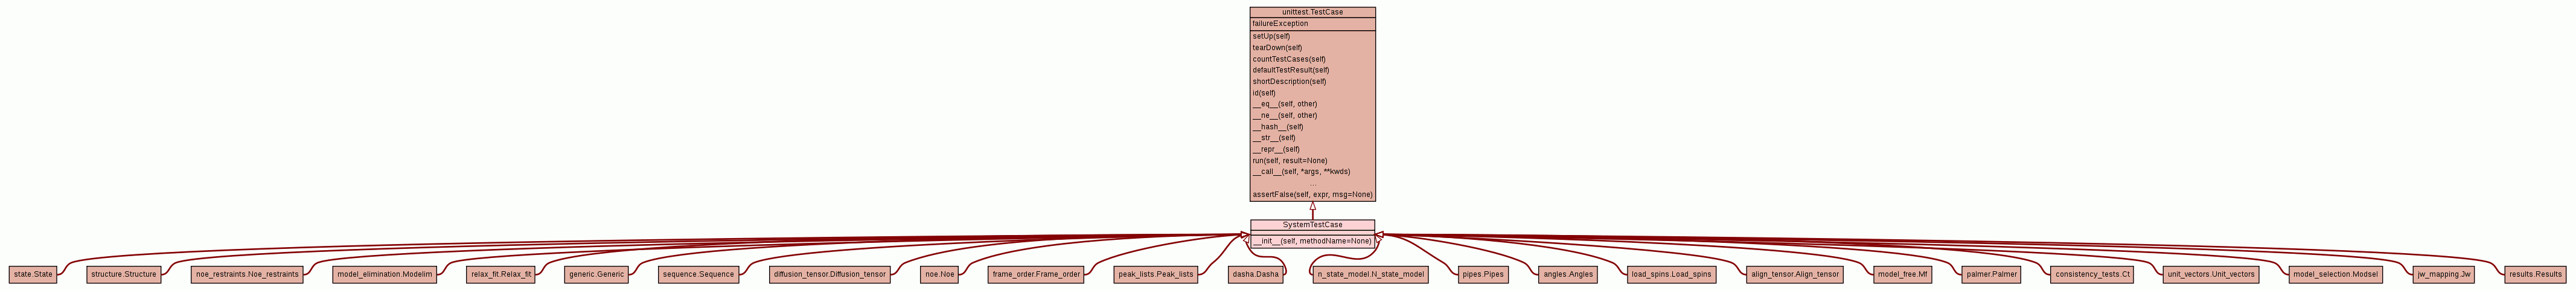 unittest.TestCase
failureException
setUp(self)
tearDown(self)
countTestCases(self)
defaultTestResult(self)
shortDescription(self)
id(self)
__eq__(self, other)
__ne__(self, other)
__hash__(self)
__str__(self)
__repr__(self)
run(self, result=None)
__call__(self, *args, **kwds)
...
assertFalse(self, expr, msg=None)
SystemTestCase
__init__(self, methodName=None)
state.State
structure.Structure
noe_restraints.Noe_restraints
model_elimination.Modelim
relax_fit.Relax_fit
generic.Generic
sequence.Sequence
diffusion_tensor.Diffusion_tensor
noe.Noe
frame_order.Frame_order
peak_lists.Peak_lists
dasha.Dasha
n_state_model.N_state_model
pipes.Pipes
angles.Angles
load_spins.Load_spins
align_tensor.Align_tensor
model_free.Mf
palmer.Palmer
consistency_tests.Ct
unit_vectors.Unit_vectors
model_selection.Modsel
jw_mapping.Jw
results.Results